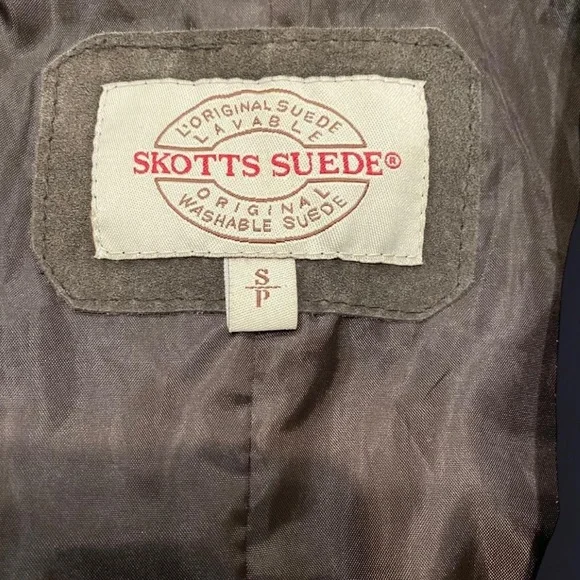 L'ORIGINAL SUEDE
LAVABLE
SKOTTS SUEDE®
ORIGINAL
WASHABLE SUEDE
S
P